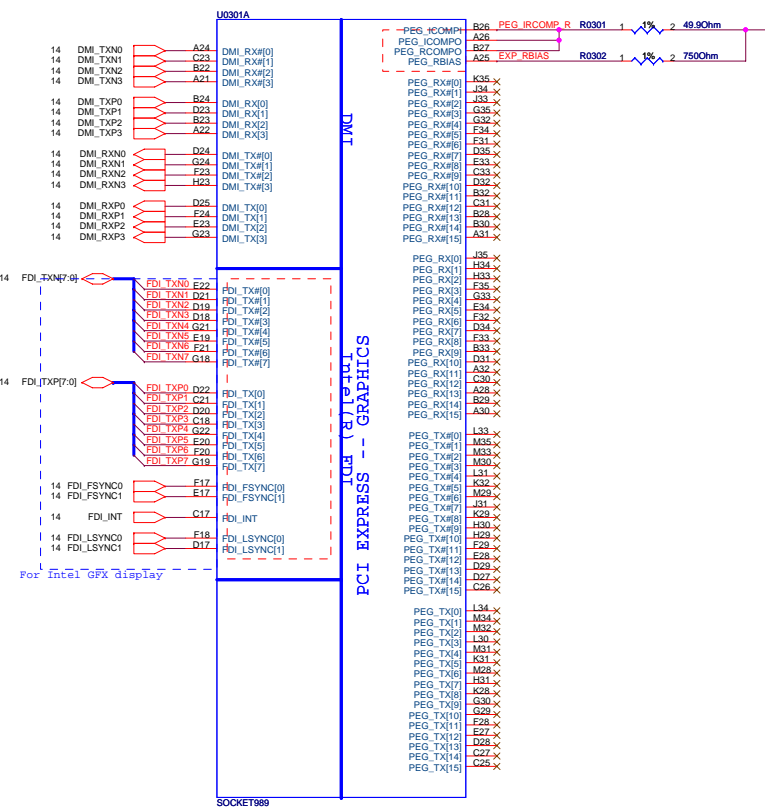 U0301A
14 DMI_TXN0 A24 DMI_RX#[0]
14 DMI_TXN1 C23 DMI_RX#[1]
14 DMI_TXN2 B22 DMI_RX#[2]
14 DMI_TXN3 A21 DMI_RX#[3]
14 DMI_TXP0 B24 DMI_RX[0]
14 DMI_TXP1 D23 DMI_RX[1]
14 DMI_TXP2 B23 DMI_RX[2]
14 DMI_TXP3 A22 DMI_RX[3]
14 DMI_RXN0 D24 DMI_TX#[0]
14 DMI_RXN1 G24 DMI_TX#[1]
14 DMI_RXN2 F23 DMI_TX#[2]
14 DMI_RXN3 H23 DMI_TX#[3]
14 DMI_RXP0 D25 DMI_TX[0]
14 DMI_RXP1 F24 DMI_TX[1]
14 DMI_RXP2 E23 DMI_TX[2]
14 DMI_RXP3 G23 DMI_TX[3]
14 FDI_TXN[7:0]
FDI_TXN0 E22 FDI_TX#[0]
FDI_TXN1 D21 FDI_TX#[1]
FDI_TXN2 D19 FDI_TX#[2]
FDI_TXN3 D18 FDI_TX#[3]
FDI_TXN4 G21 FDI_TX#[4]
FDI_TXN5 E19 FDI_TX#[5]
FDI_TXN6 F21 FDI_TX#[6]
FDI_TXN7 G18 FDI_TX#[7]
14 FDI_TXP[7:0]
FDI_TXP0 D22 FDI_TX[0]
FDI_TXP1 C21 FDI_TX[1]
FDI_TXP2 D20 FDI_TX[2]
FDI_TXP3 C18 FDI_TX[3]
FDI_TXP4 G22 FDI_TX[4]
FDI_TXP5 E20 FDI_TX[5]
FDI_TXP6 F20 FDI_TX[6]
FDI_TXP7 G19 FDI_TX[7]
14 FDI_FSYNC0 F17 FDI_FSYNC[0]
14 FDI_FSYNC1 E17 FDI_FSYNC[1]
14 FDI_INT C17 FDI_INT
14 FDI_LSYNC0 F18 FDI_LSYNC[0]
14 FDI_LSYNC1 D17 FDI_LSYNC[1]
For Intel GFX display
DMI
Intel(R) FDI
PCI EXPRESS -- GRAPHICS
PEG_ICOMPI B26 PEG_IRCOMP_R R0301 1 1% 2 49.9Ohm
PEG_ICOMPO A26
PEG_RCOMPO B27
PEG_RBIAS A25 EXP_RBIAS R0302 1 1% 2 750Ohm
PEG_RX#[0] K35
PEG_RX#[1] J34
PEG_RX#[2] J33
PEG_RX#[3] G35
PEG_RX#[4] G32
PEG_RX#[5] F34
PEG_RX#[6] F31
PEG_RX#[7] D35
PEG_RX#[8] E33
PEG_RX#[9] C33
PEG_RX#[10] D32
PEG_RX#[11] B32
PEG_RX#[12] C31
PEG_RX#[13] B28
PEG_RX#[14] B30
PEG_RX#[15] A31
PEG_RX[0] J35
PEG_RX[1] H34
PEG_RX[2] H33
PEG_RX[3] F35
PEG_RX[4] G33
PEG_RX[5] E34
PEG_RX[6] F32
PEG_RX[7] D34
PEG_RX[8] F33
PEG_RX[9] B33
PEG_RX[10] D31
PEG_RX[11] A32
PEG_RX[12] C30
PEG_RX[13] A28
PEG_RX[14] B29
PEG_RX[15] A30
PEG_TX#[0] L33
PEG_TX#[1] M35
PEG_TX#[2] M33
PEG_TX#[3] M30
PEG_TX#[4] L31
PEG_TX#[5] K32
PEG_TX#[6] M29
PEG_TX#[7] J31
PEG_TX#[8] K29
PEG_TX#[9] H30
PEG_TX#[10] H29
PEG_TX#[11] F29
PEG_TX#[12] E28
PEG_TX#[13] D29
PEG_TX#[14] D27
PEG_TX#[15] C26
PEG_TX[0] L34
PEG_TX[1] M34
PEG_TX[2] M32
PEG_TX[3] L30
PEG_TX[4] M31
PEG_TX[5] K31
PEG_TX[6] M28
PEG_TX[7] H31
PEG_TX[8] K28
PEG_TX[9] G30
PEG_TX[10] G29
PEG_TX[11] F28
PEG_TX[12] E27
PEG_TX[13] D28
PEG_TX[14] C27
PEG_TX[15] C25
SOCKET989